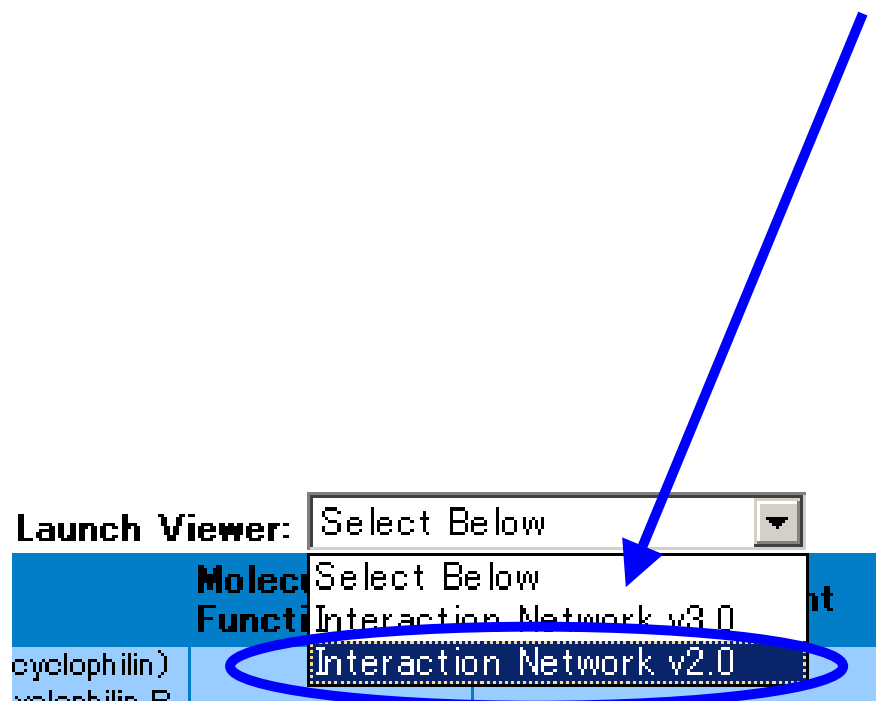 Launch Viewer: Select Below
Select Below
Interaction Network v3.0
Interaction Network v2.0
cyclophilin)